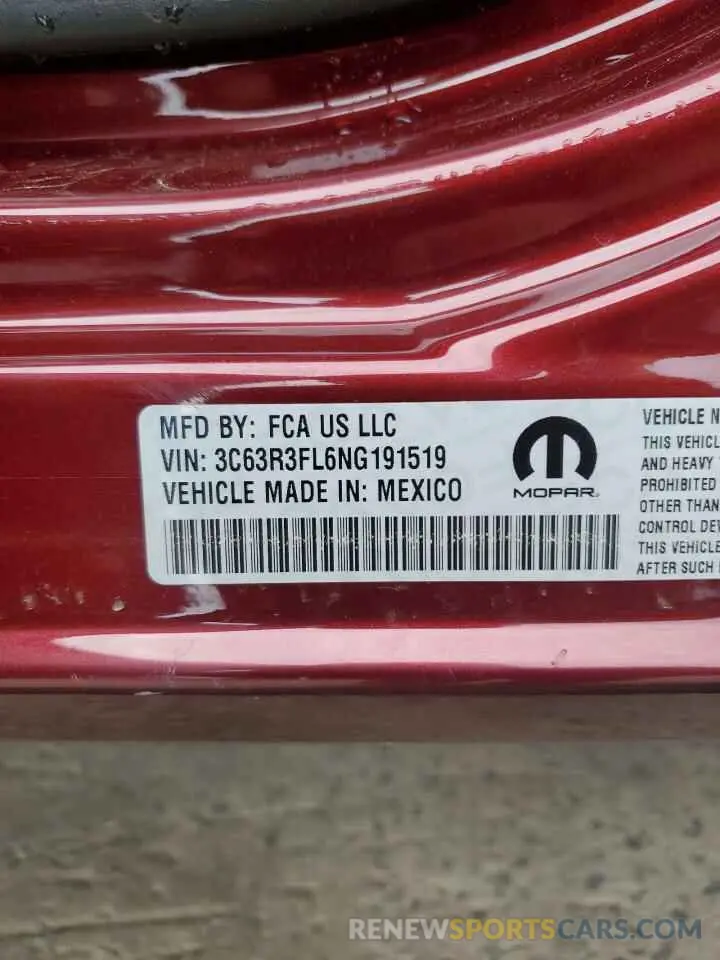 MFD BY: FCA US LLC
VIN: 3C63R3FL6NG191519
VEHICLE MADE IN: MEXICO
MOPAR
VEHICLE N
THIS VEHICL
AND HEAVY
PROHIBITED
OTHER THAN
CONTROL DEV
THIS VEHICLE
AFTER SUCH
RENEWSPORTSCARS.COM